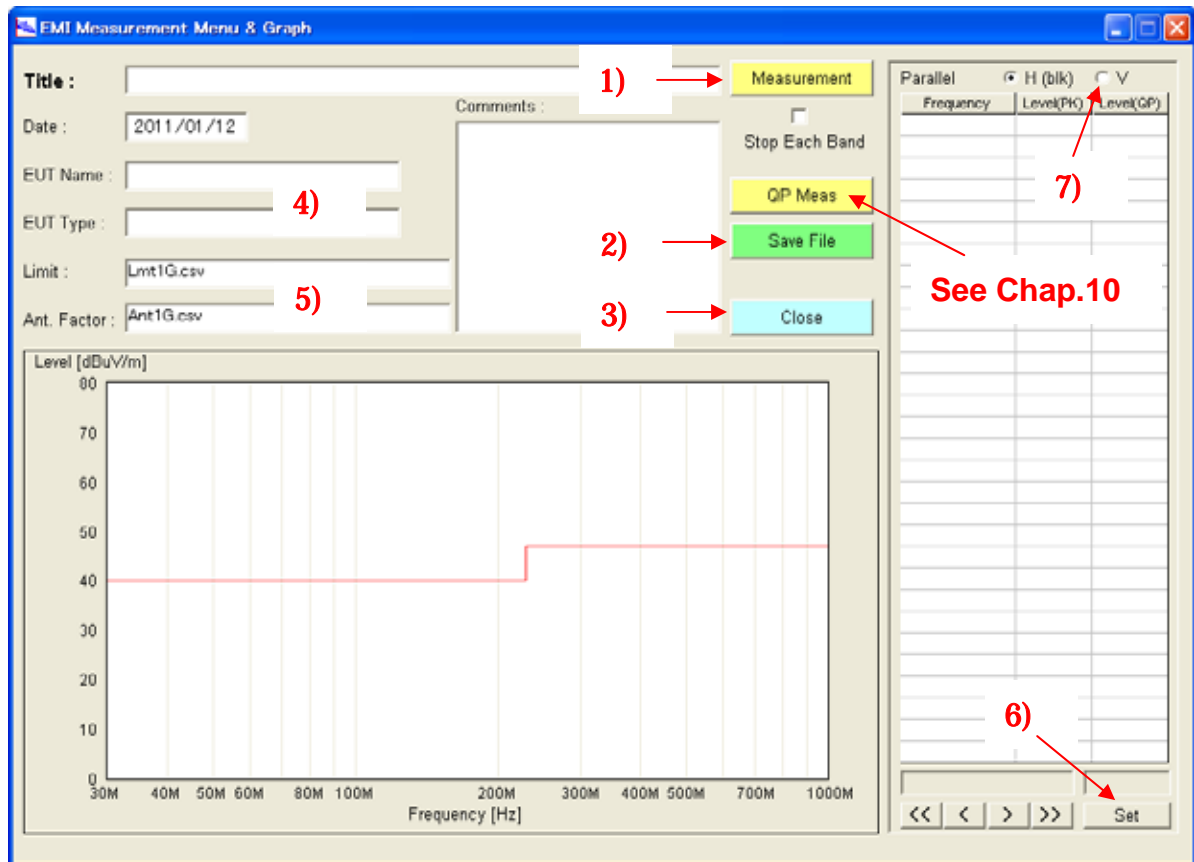 EMI Measurement Menu & Graph
Title :
1)
Measurement
Parallel H (blk) V
Date : 2011/01/12
Comments :
Stop Each Band
Frequency Level(PK) Level(QP)
7)
EUT Name :
4)
QP Meas
EUT Type :
2)
Save File
See Chap.10
Limit : Lmt1G.csv
5)
3)
Close
Ant. Factor : Ant1G.csv
Level [dBuV/m]
80
70
60
50
40
30
20
10
0
30M 40M 50M 60M 80M 100M 200M 300M 400M 500M 700M 1000M
Frequency [Hz]
6)
<< < > >> Set